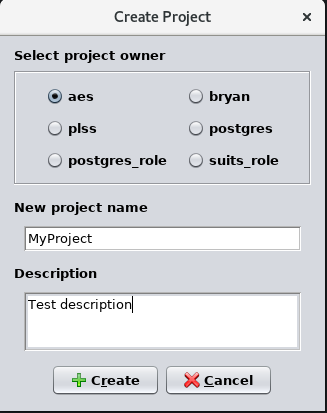 Create Project
Select project owner
aes bryan
plss postgres
postgres_role suits_role
New project name
MyProject
Description
Test description
Create Cancel